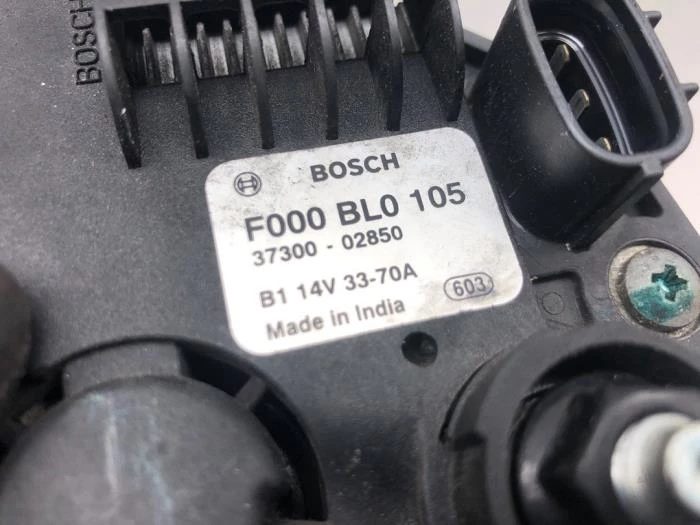 BOSCH
BOSCH
F000 BL0 105
37300 - 02850
B1 14V 33-70A
603
Made in India